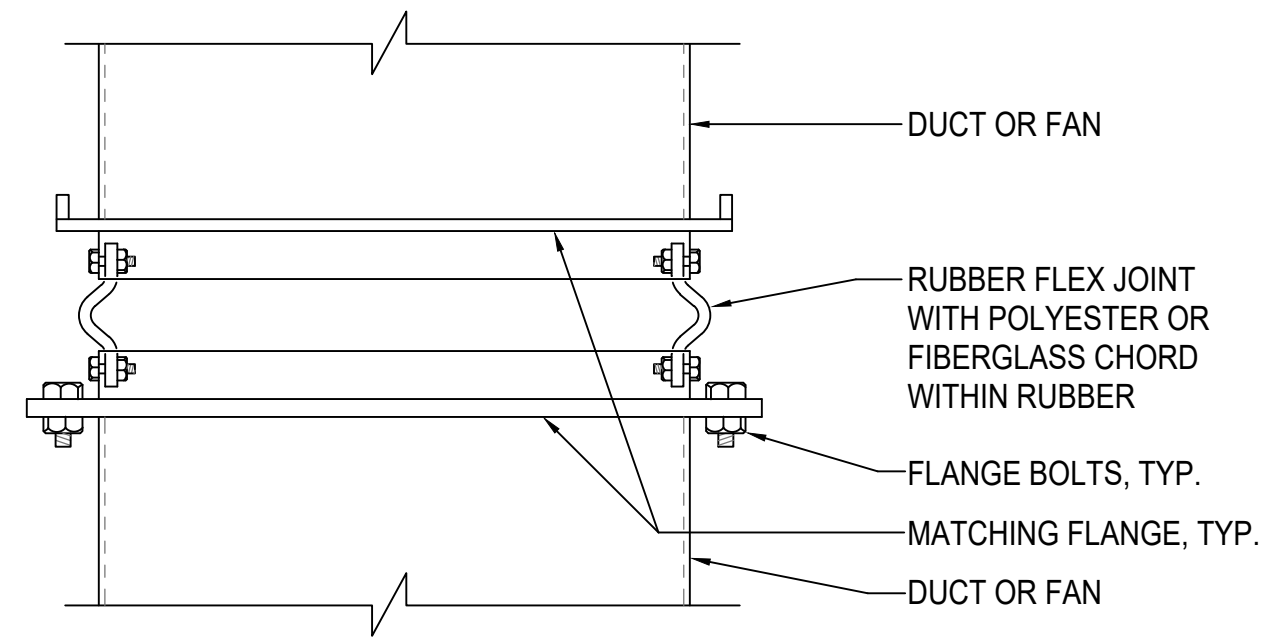 DUCT OR FAN
RUBBER FLEX JOINT
WITH POLYESTER OR
FIBERGLASS CHORD
WITHIN RUBBER
FLANGE BOLTS, TYP.
MATCHING FLANGE, TYP.
DUCT OR FAN